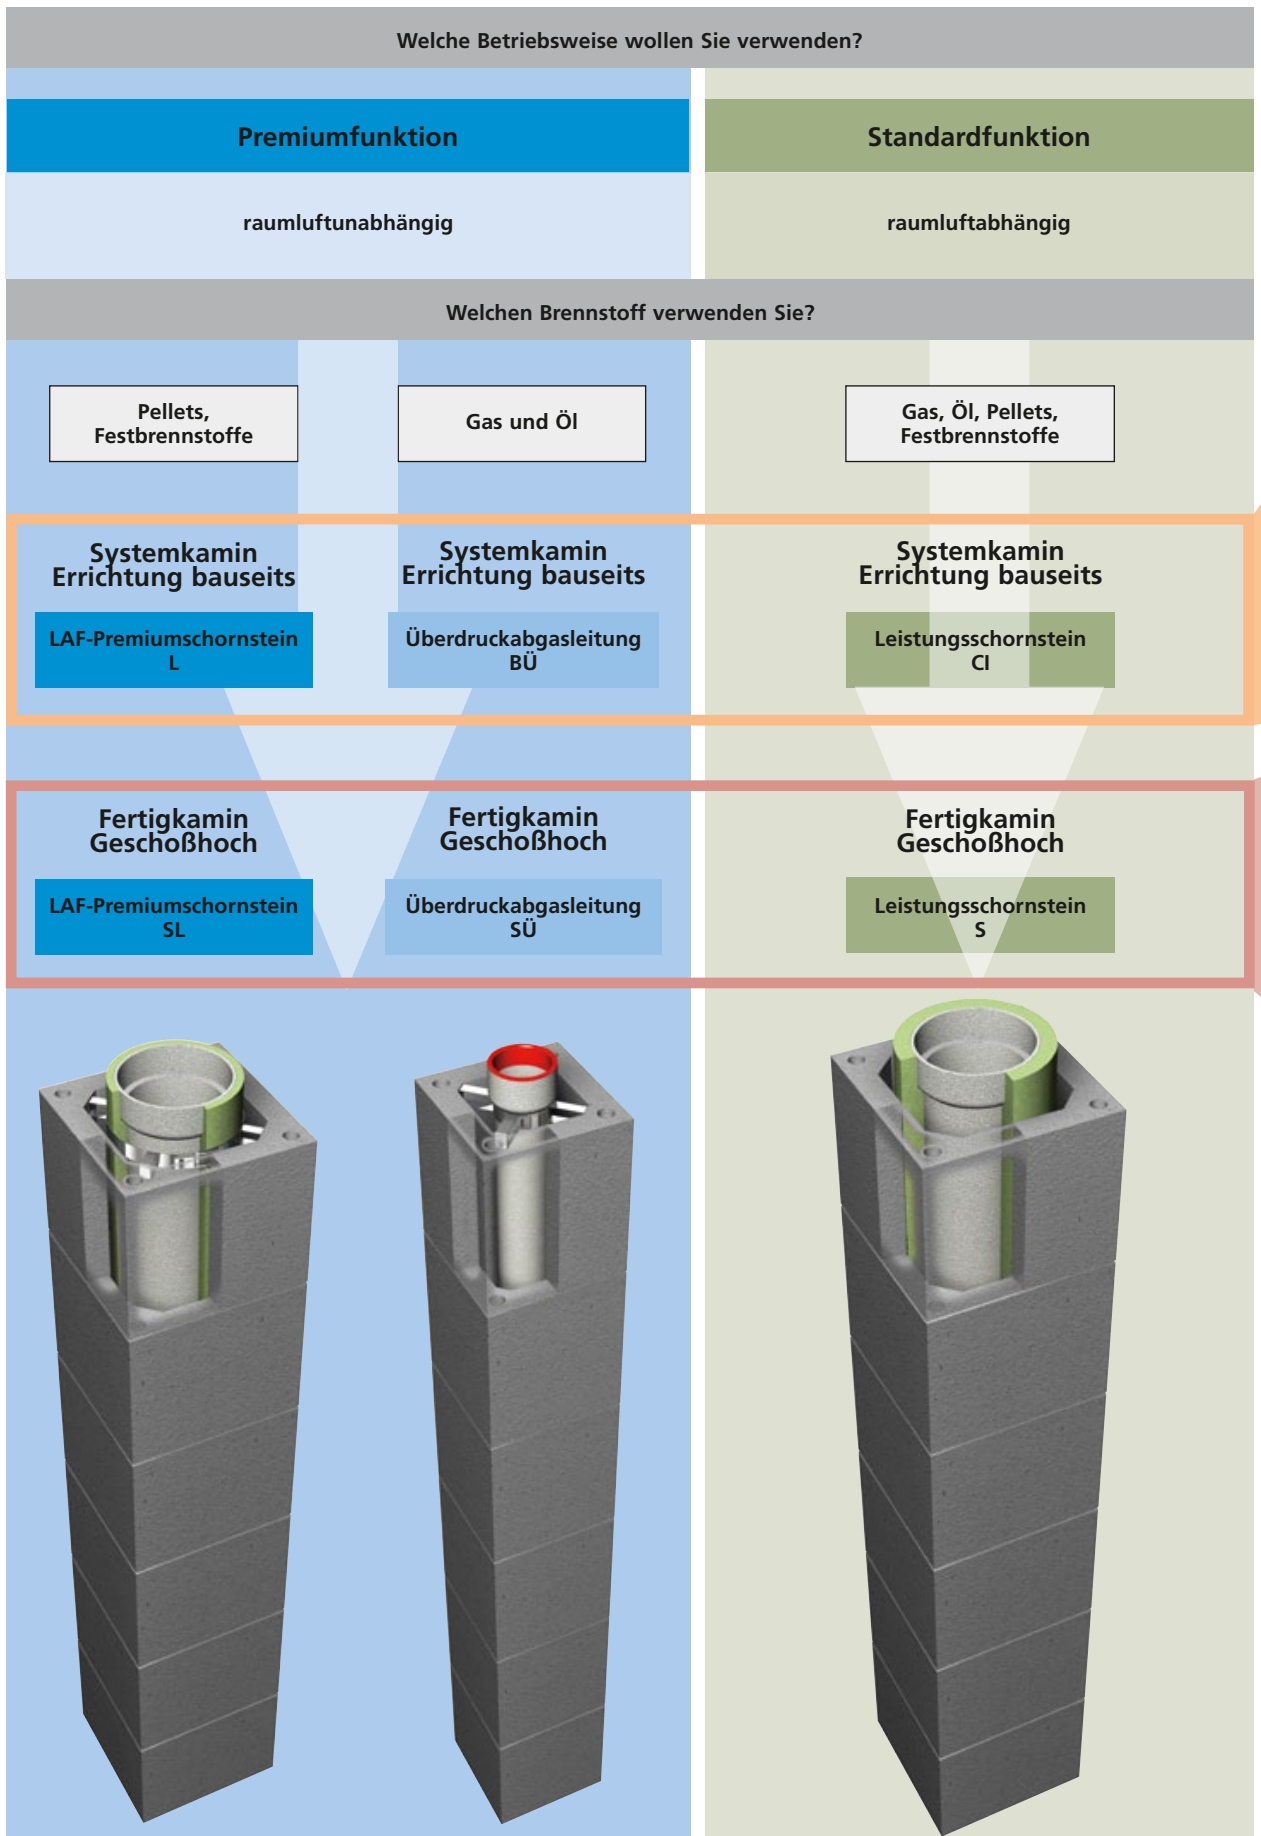 Welche Betriebsweise wollen Sie verwenden?
Premiumfunktion
Standardfunktion
raumluftunabhängig
raumluftabhängig
Welchen Brennstoff verwenden Sie?
Pellets,
Festbrennstoffe
Gas und Öl
Gas, Öl, Pellets,
Festbrennstoffe
Systemkamin
Errichtung bauseits
Systemkamin
Errichtung bauseits
Systemkamin
Errichtung bauseits
LAF-Premiumschornstein
L
Überdruckabgasleitung
BÜ
Leistungsschornstein
CI
Fertigkamin
Geschoßhoch
Fertigkamin
Geschoßhoch
Fertigkamin
Geschoßhoch
LAF-Premiumschornstein
SL
Überdruckabgasleitung
SÜ
Leistungsschornstein
S